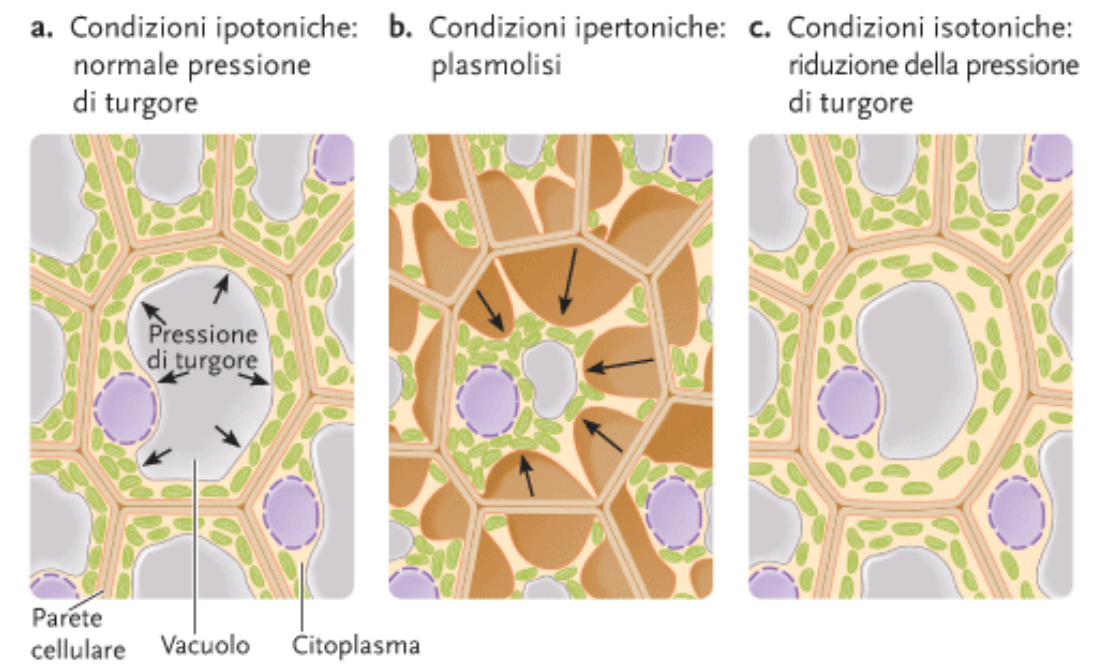 a. Condizioni ipotoniche:
normale pressione
di turgore
b. Condizioni ipertoniche:
plasmolisi
c. Condizioni isotoniche:
riduzione della pressione
di turgore
Pressione
di turgore
Parete
cellulare
Vacuolo
Citoplasma